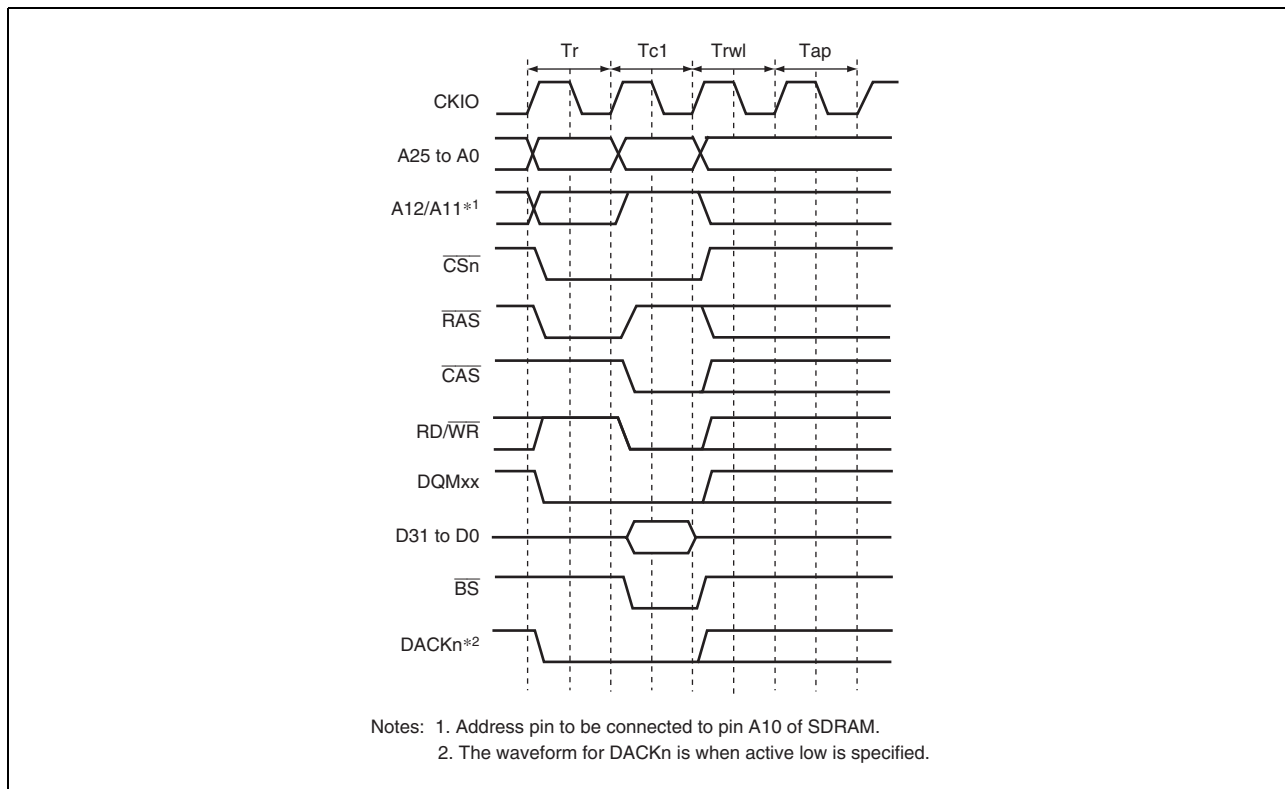 Tr Tc1 Trwl Tap
CKIO
A25 to A0
A12/A11*1
CSn
RAS
CAS
RD/WR
DQMxx
D31 to D0
BS
DACKn*2
Notes: 1. Address pin to be connected to pin A10 of SDRAM.
2. The waveform for DACKn is when active low is specified.